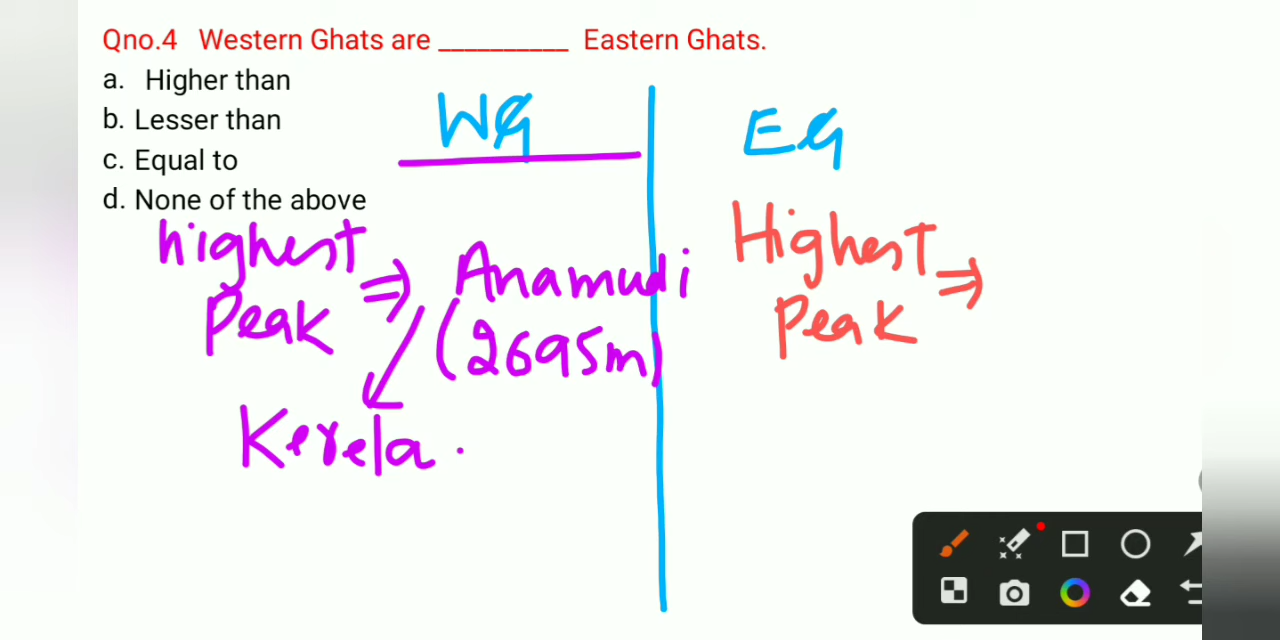 Qno.4 Western Ghats are __________ Eastern Ghats.
a. Higher than
b. Lesser than
c. Equal to
d. None of the above
WG
highest
Peak ⇒ Anamudi
(2695m)
Kerela .
EG
Highest
Peak ⇒